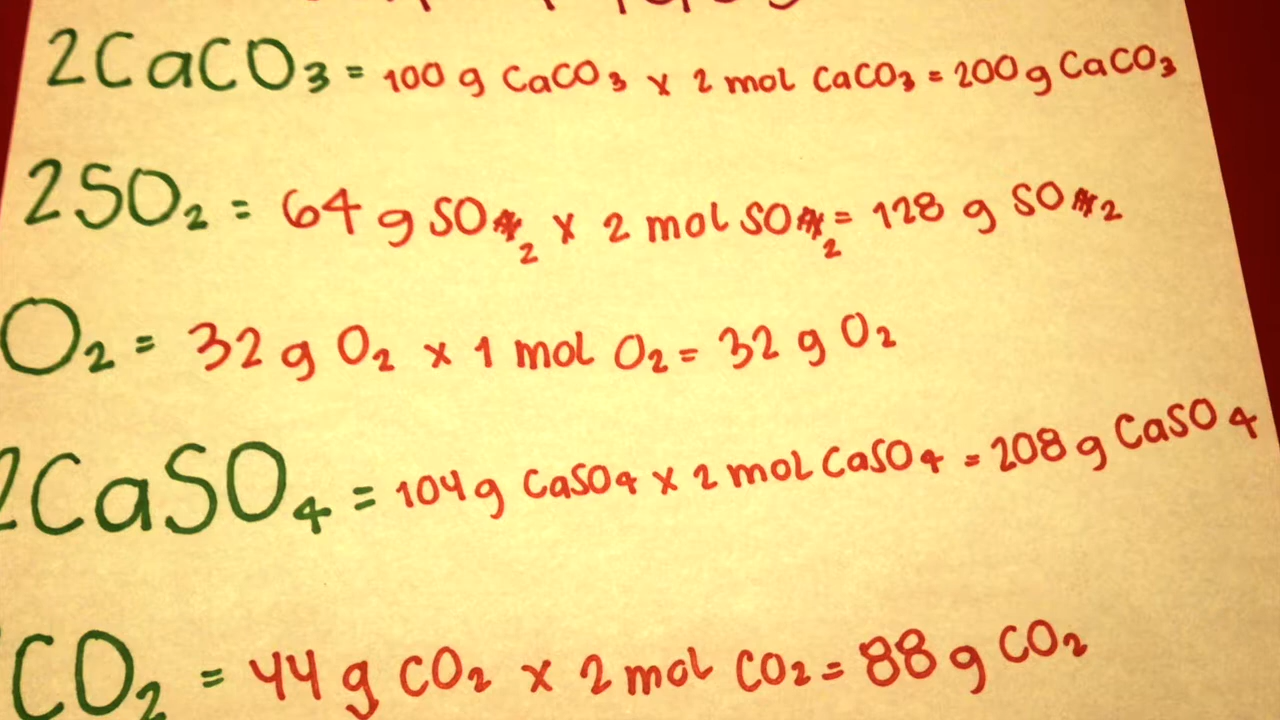 2CaCO₃ = 100 g CaCO₃ x 2 mol CaCO₃ = 200 g CaCO₃
2SO₂ = 64 g SO₂ x 2 mol SO₂ = 128 g SO₂
O₂ = 32 g O₂ x 1 mol O₂ = 32 g O₂
2CaSO₄ = 104 g CaSO₄ x 2 mol CaSO₄ = 208 g CaSO₄
CO₂ = 44 g CO₂ x 2 mol CO₂ = 88 g CO₂